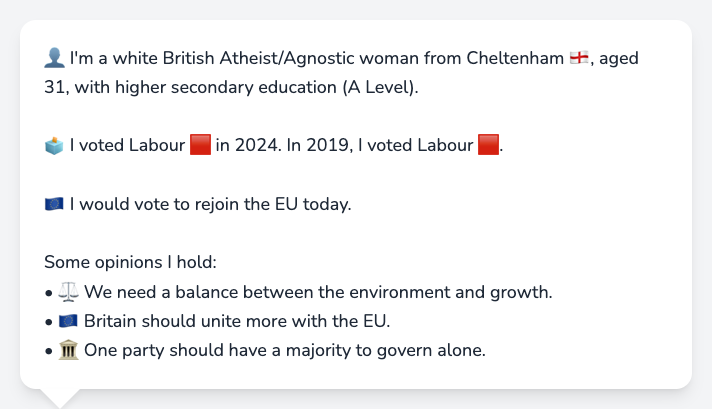 👤 I'm a white British Atheist/Agnostic woman from Cheltenham 🏴󠁧󠁢󠁥󠁮󠁧󠁿, aged
31, with higher secondary education (A Level).
🗳️ I voted Labour 🟥 in 2024. In 2019, I voted Labour 🟥.
🇪🇺 I would vote to rejoin the EU today.
Some opinions I hold:
• ⚖️ We need a balance between the environment and growth.
• 🇪🇺 Britain should unite more with the EU.
• 🏛️ One party should have a majority to govern alone.